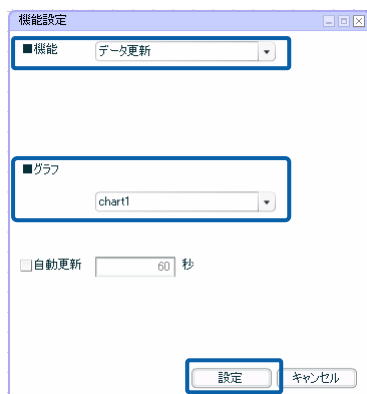 機能設定
■機能 データ更新
■グラフ
chart1
自動更新 60 秒
設定 キャンセル